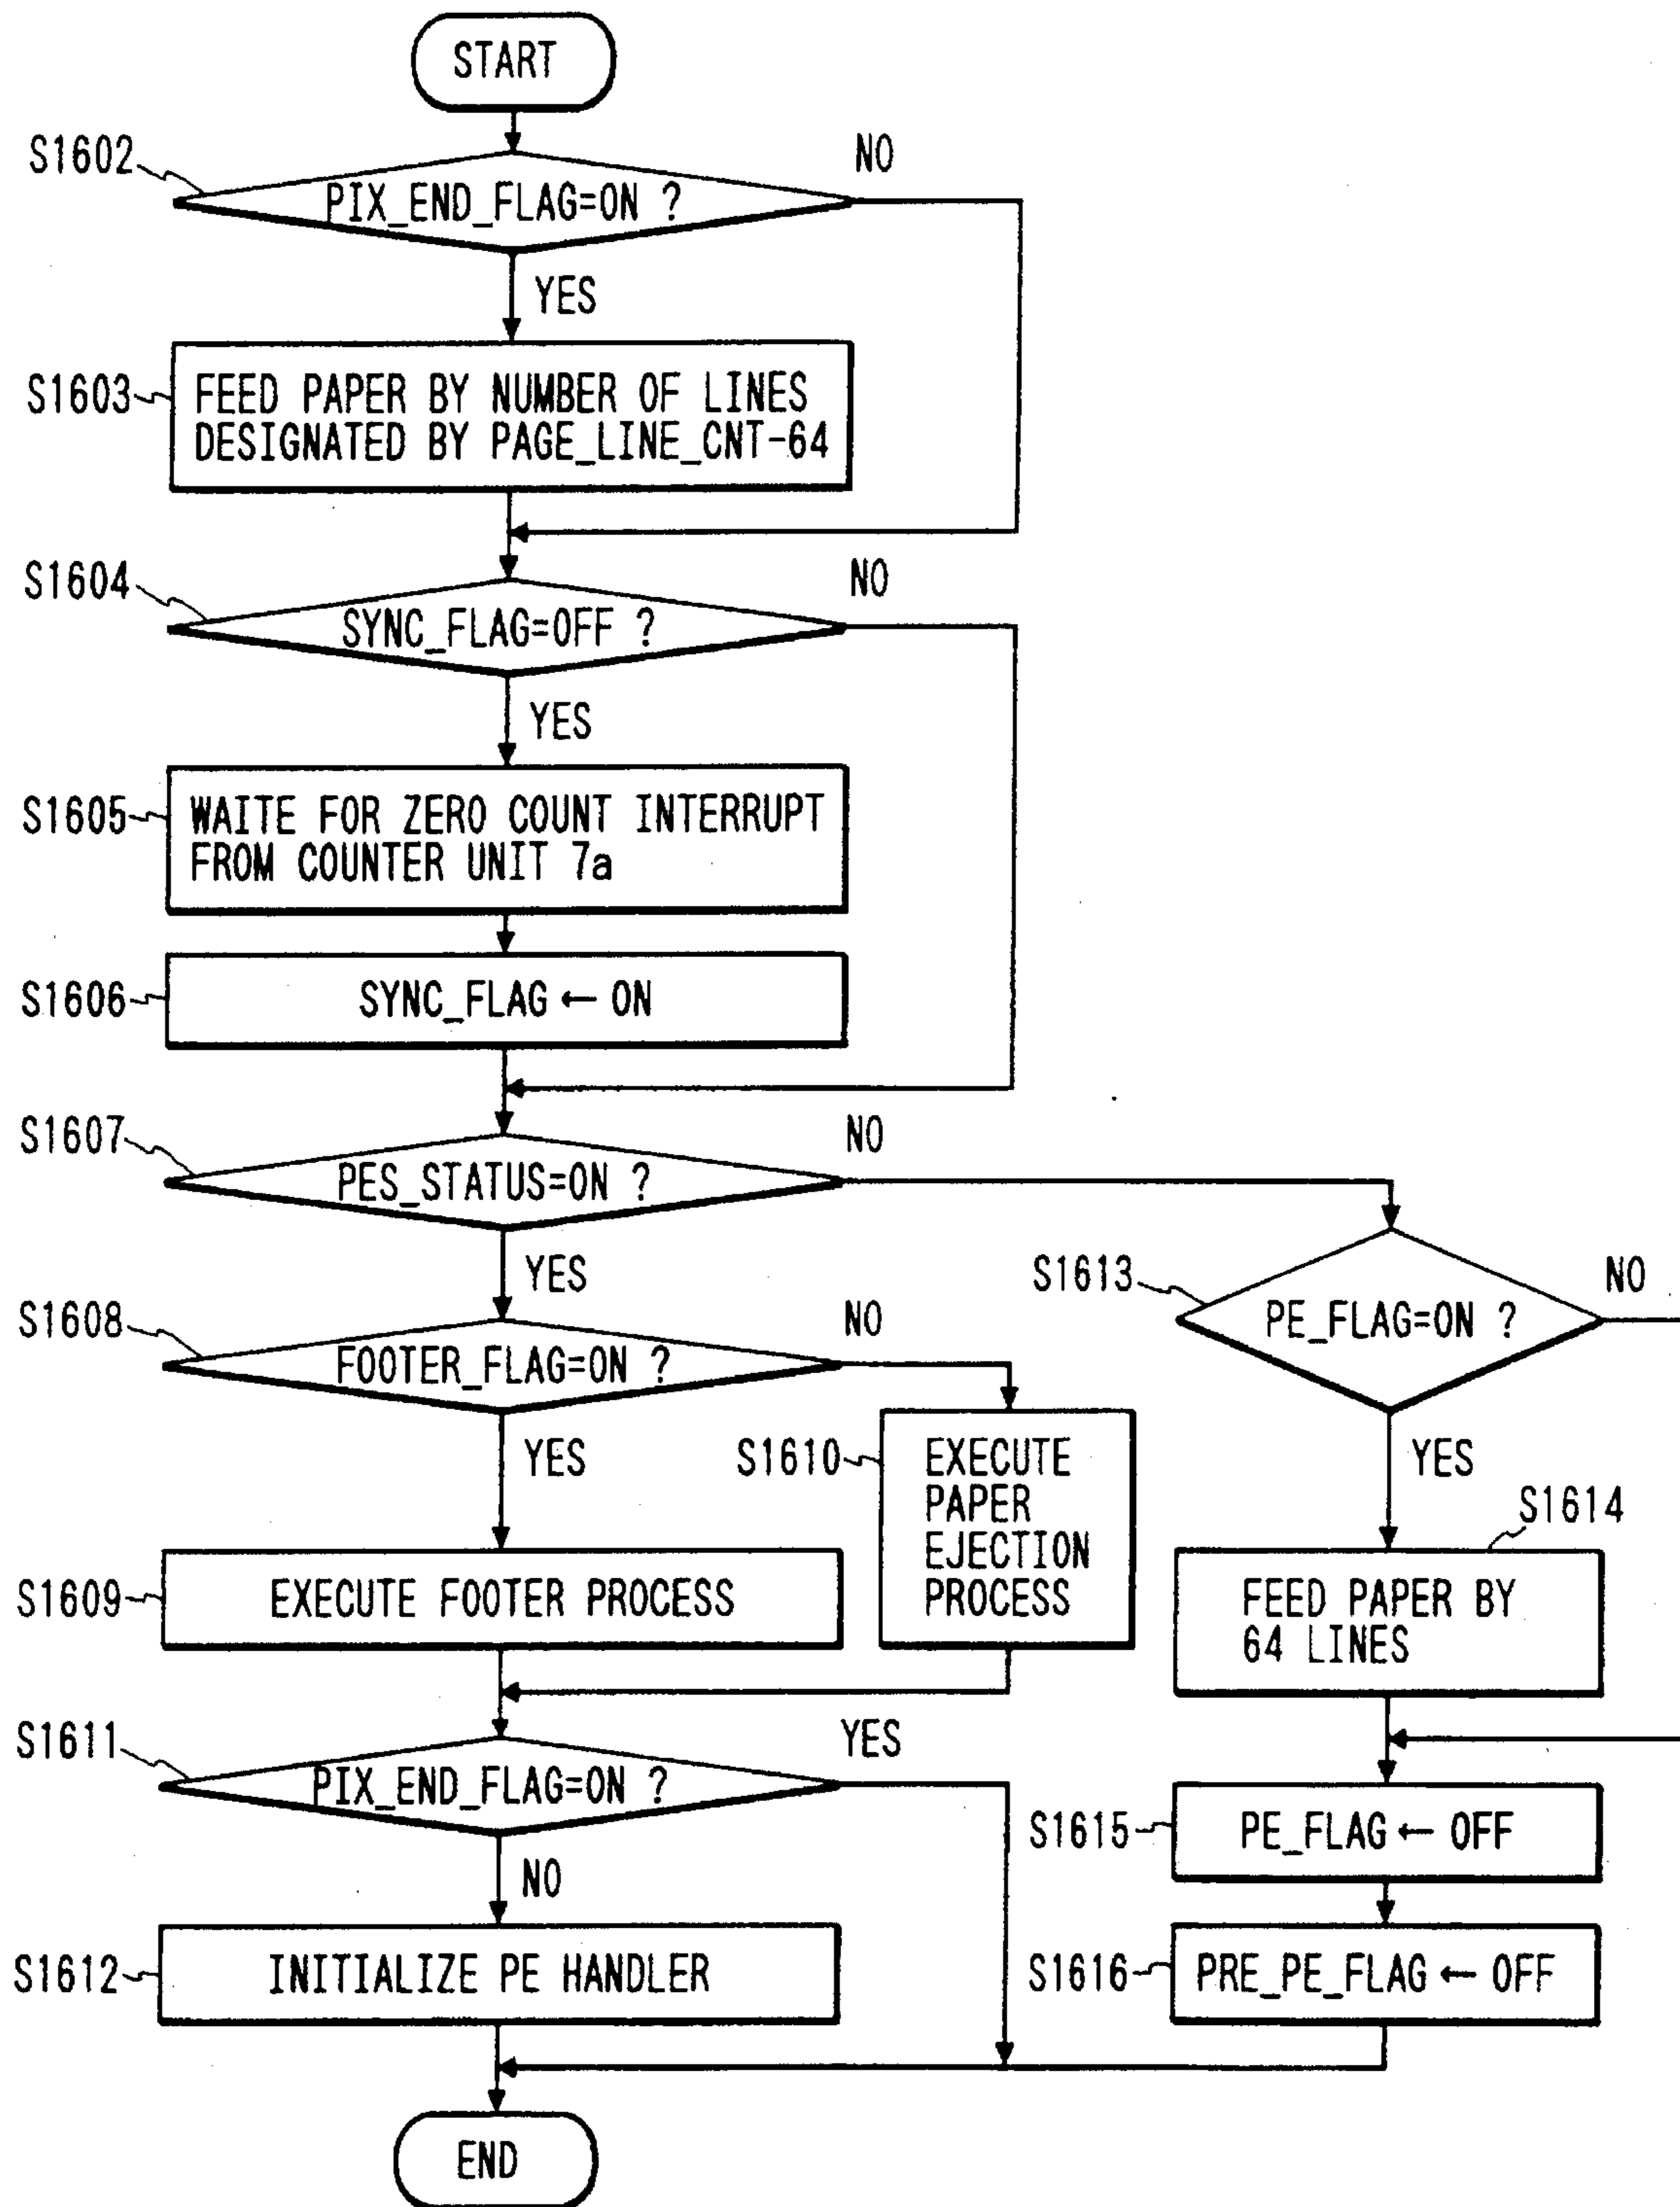 START
S1602
NO
PIX_END_FLAG=ON ?
YES
S1603
FEED PAPER BY NUMBER OF LINES
DESIGNATED BY PAGE_LINE_CNT-64
S1604
NO
SYNC_FLAG=OFF ?
YES
S1605
WAITE FOR ZERO COUNT INTERRUPT
FROM COUNTER UNIT 7a
S1606
SYNC_FLAG ← ON
S1607
NO
PES_STATUS=ON ?
YES
S1613
NO
PE_FLAG=ON ?
S1608
NO
FOOTER_FLAG=ON ?
YES
S1610
EXECUTE
PAPER
EJECTION
PROCESS
YES
S1614
FEED PAPER BY
64 LINES
S1609
EXECUTE FOOTER PROCESS
S1611
YES
PIX_END_FLAG=ON ?
NO
S1615
PE_FLAG ← OFF
S1612
INITIALIZE PE HANDLER
S1616
PRE_PE_FLAG ← OFF
END